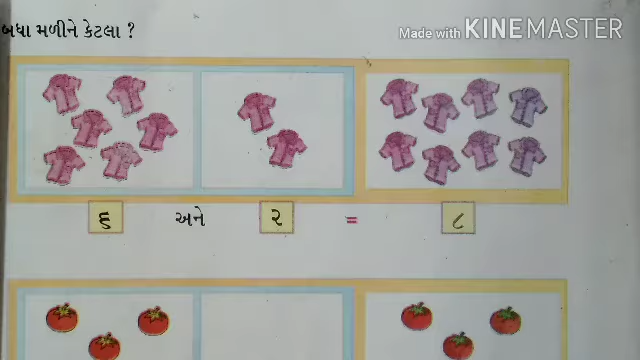 બધા મળીને કેટલા ?
Made with KINEMASTER
૬ અને ૨ = ૮